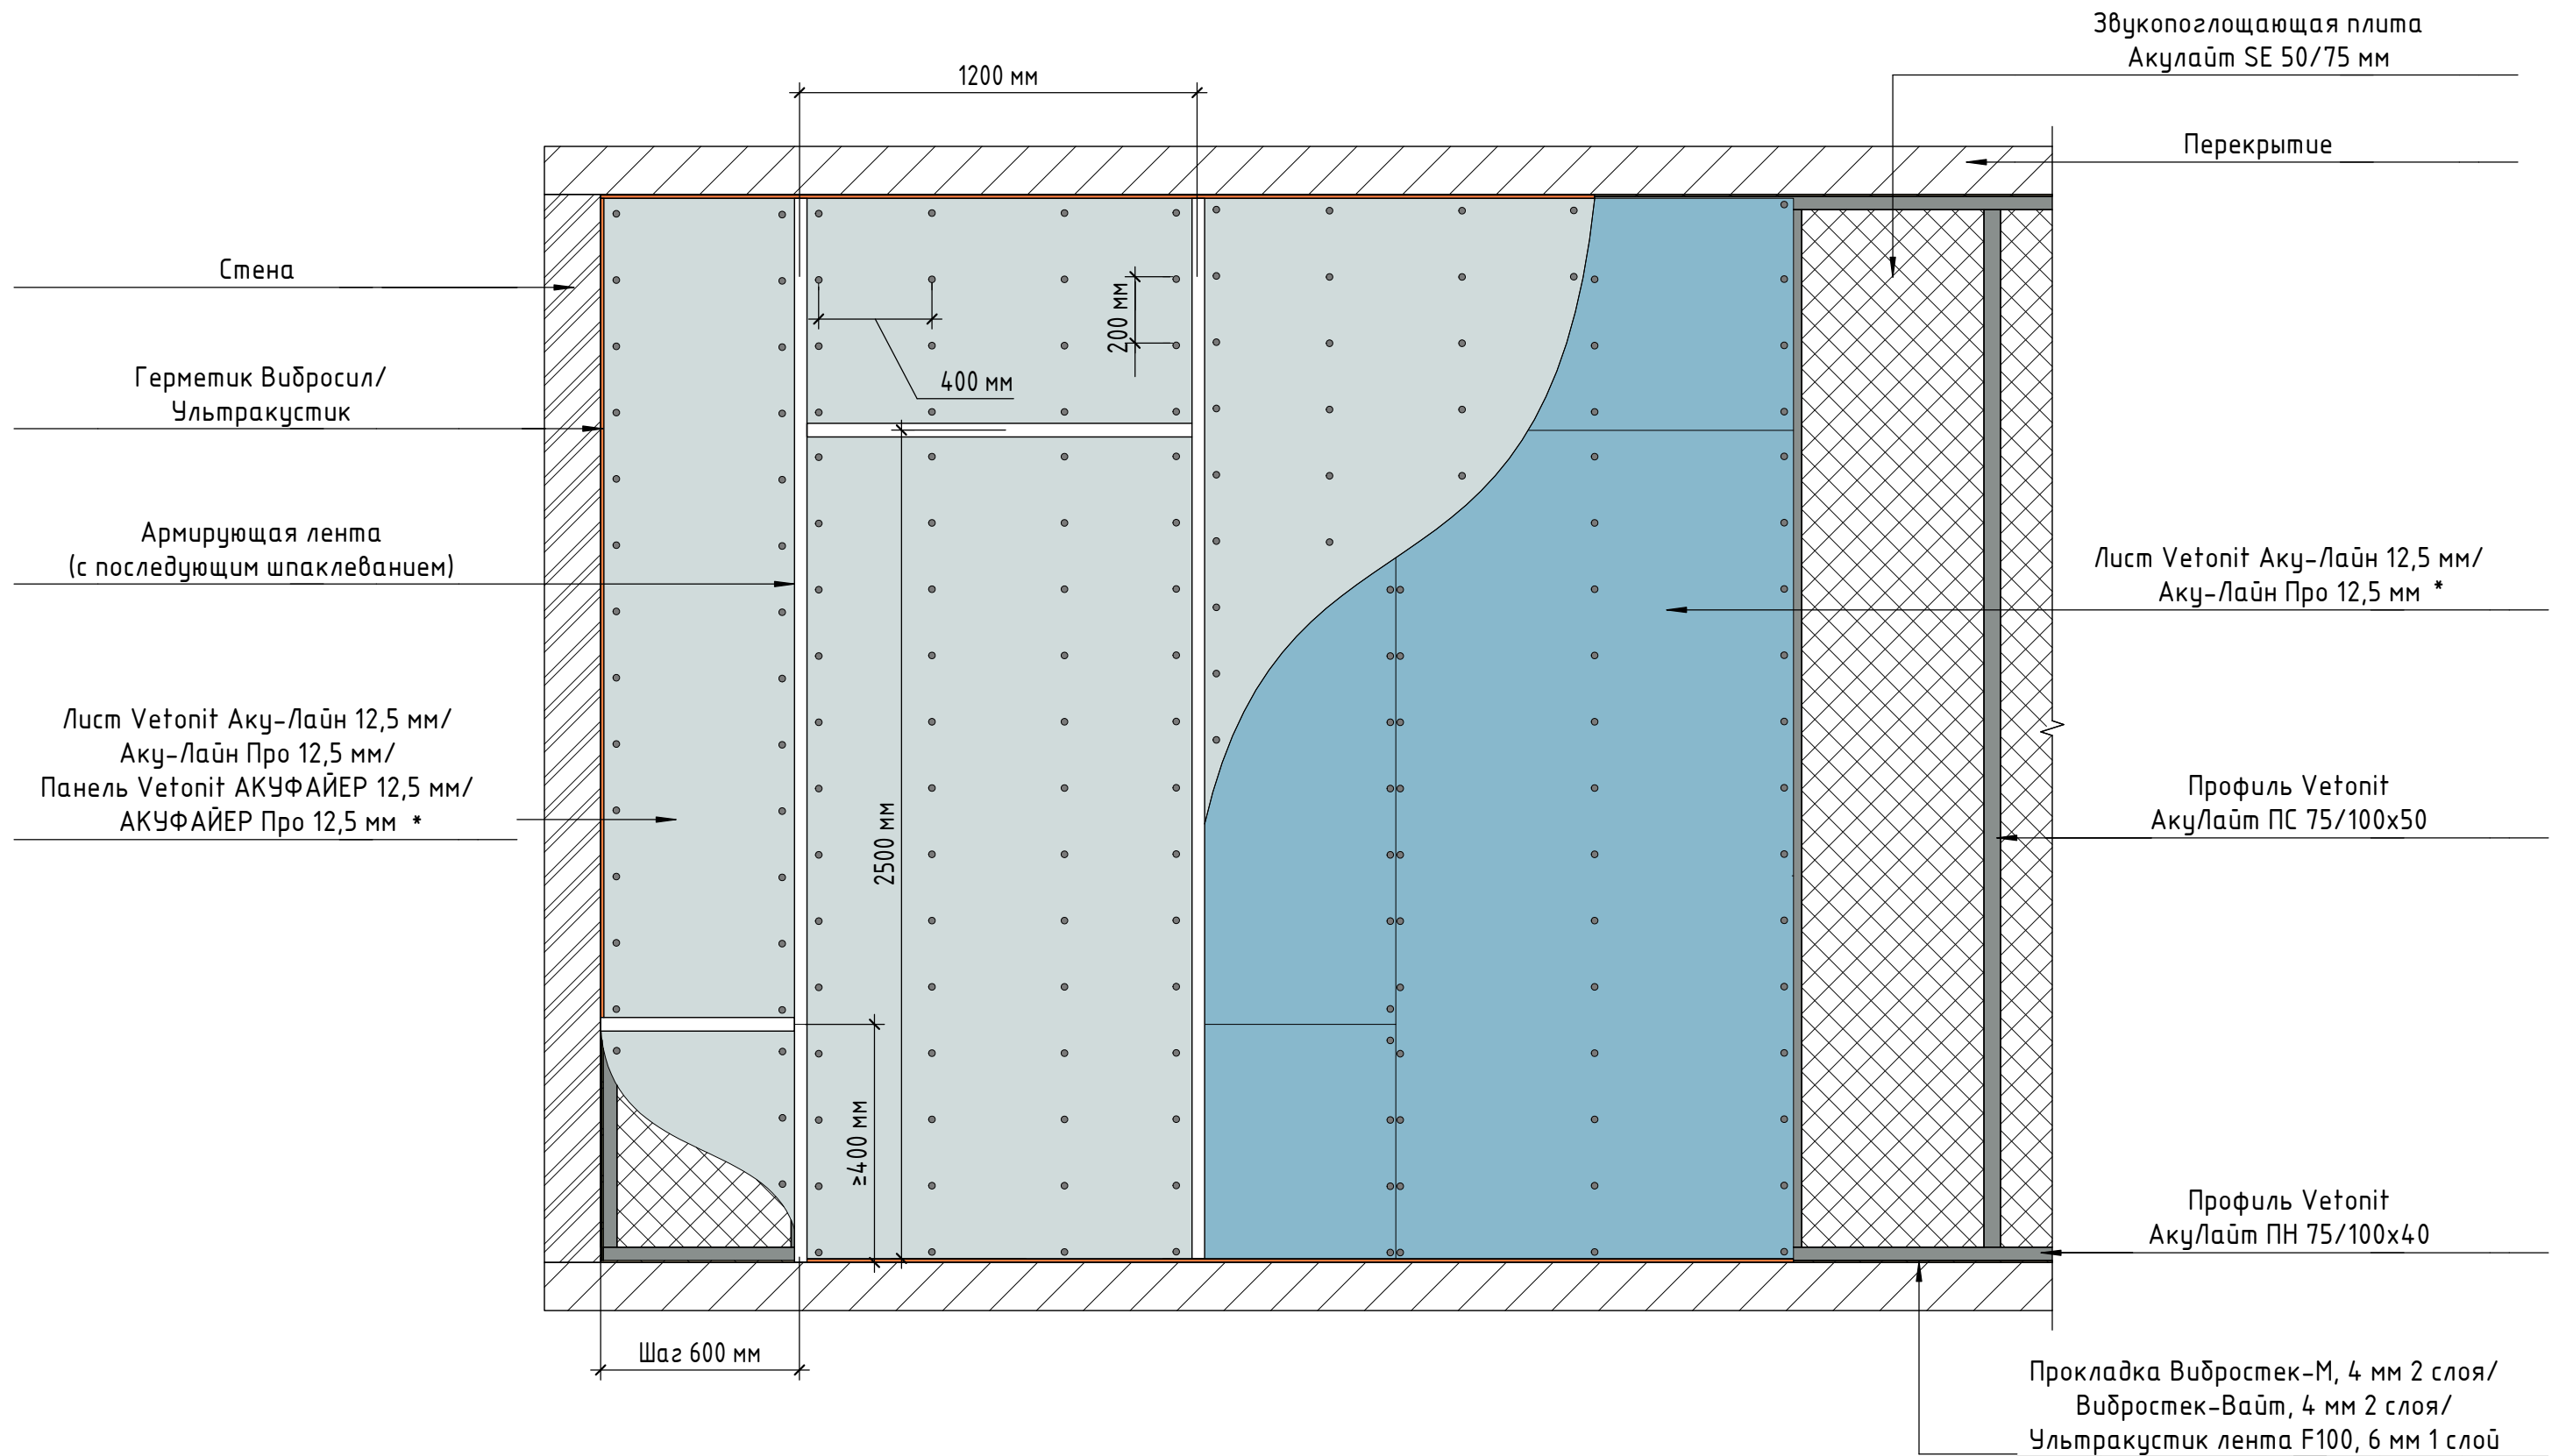 Звукопоглощающая плита
Акулайт SE 50/75 мм
1200 мм
Перекрытие
Стена
200 мм
Герметик Вибросил/
Ультракустик
400 мм
Армирующая лента
(с последующим шпаклеванием)
Лист Vetonit Аку-Лайн 12,5 мм/
Аку-Лайн Про 12,5 мм *
Лист Vetonit Аку-Лайн 12,5 мм/
Аку-Лайн Про 12,5 мм/
Панель Vetonit АКУФАЙЕР 12,5 мм/
АКУФАЙЕР Про 12,5 мм *
2500 мм
Профиль Vetonit
АкуЛайт ПС 75/100х50
≥400 мм
Профиль Vetonit
АкуЛайт ПН 75/100х40
Шаг 600 мм
Прокладка Вибростек-М, 4 мм 2 слоя/
Вибростек-Вайт, 4 мм 2 слоя/
Ультракустик лента F100, 6 мм 1 слой